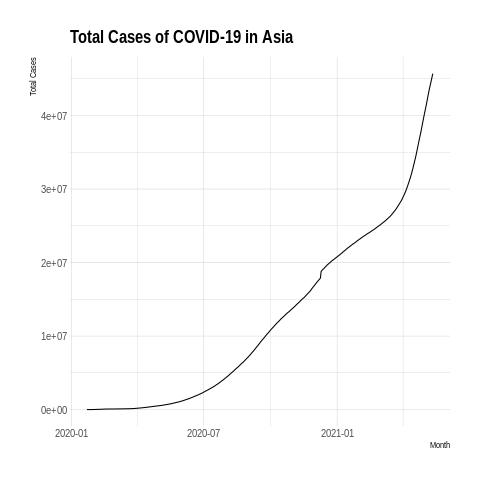 Total Cases of COVID-19 in Asia
Total Cases
4e+07
3e+07
2e+07
1e+07
0e+00
2020-01 2020-07 2021-01
Month